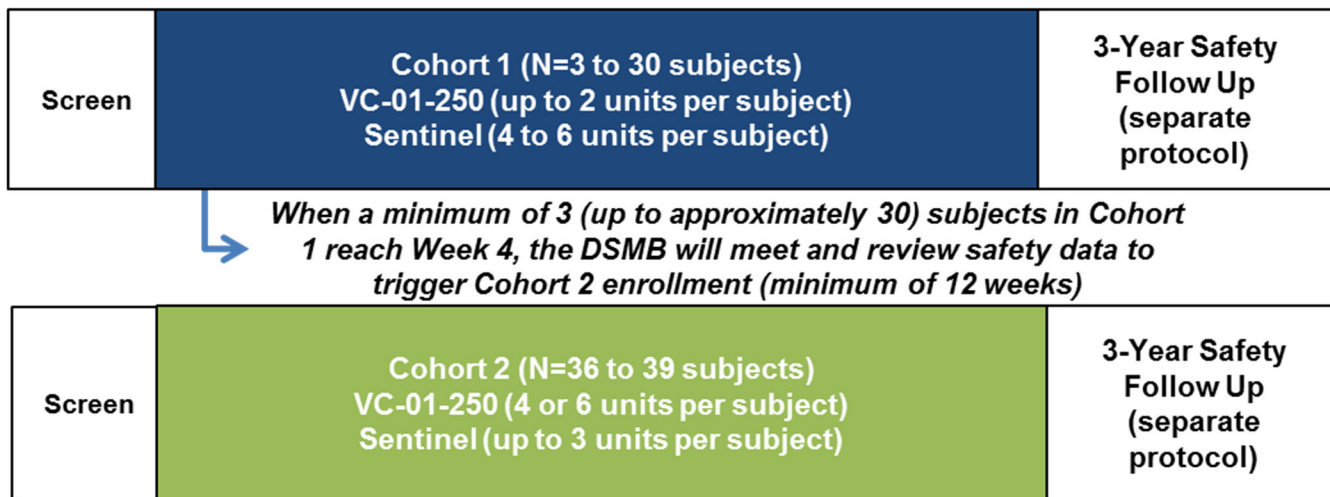 Screen
Cohort 1 (N=3 to 30 subjects)
VC-01-250 (up to 2 units per subject)
Sentinel (4 to 6 units per subject)
3-Year Safety
Follow Up
(separate
protocol)
When a minimum of 3 (up to approximately 30) subjects in Cohort
1 reach Week 4, the DSMB will meet and review safety data to
trigger Cohort 2 enrollment (minimum of 12 weeks)
Screen
Cohort 2 (N=36 to 39 subjects)
VC-01-250 (4 or 6 units per subject)
Sentinel (up to 3 units per subject)
3-Year Safety
Follow Up
(separate
protocol)